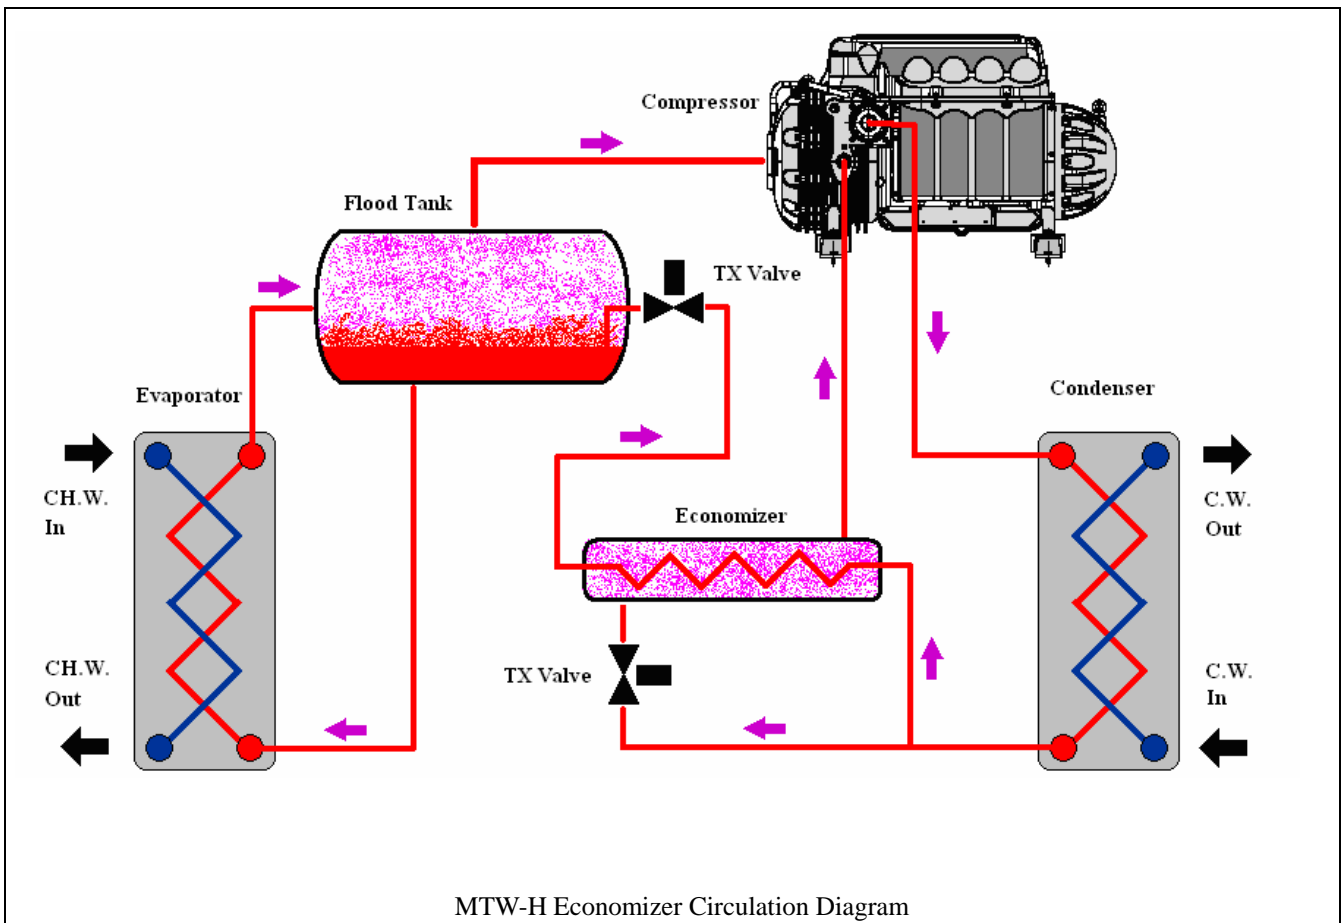 Compressor
Flood Tank
TX Valve
Evaporator
Condenser
CH.W.
In
C.W.
Out
Economizer
CH.W.
Out
TX Valve
C.W.
In
MTW-H Economizer Circulation Diagram